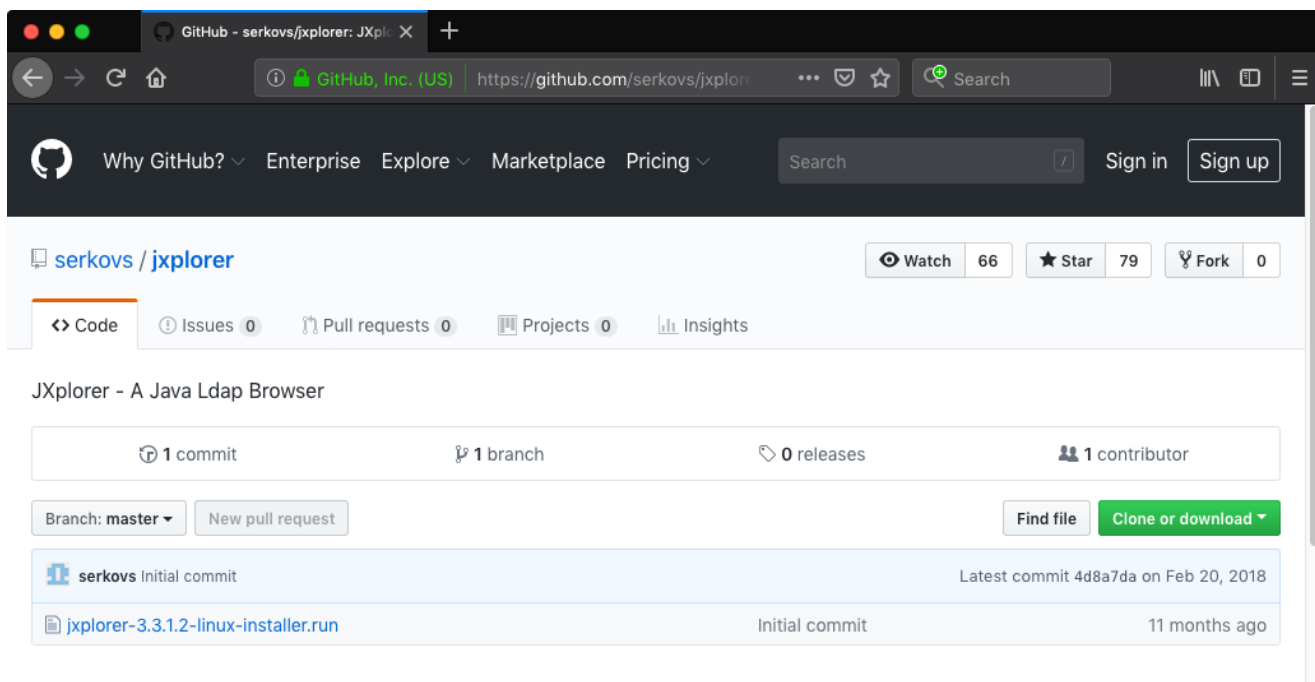 GitHub - serkovs/jxplorer: JXplo
GitHub, Inc. (US) https://github.com/serkovs/jxplore Search
Why GitHub? Enterprise Explore Marketplace Pricing Search / Sign in Sign up
serkovs / jxplorer Watch 66 Star 79 Fork 0
Code Issues 0 Pull requests 0 Projects 0 Insights
JXplorer - A Java Ldap Browser
1 commit 1 branch 0 releases 1 contributor
Branch: master New pull request Find file Clone or download
serkovs Initial commit Latest commit 4d8a7da on Feb 20, 2018
jxplorer-3.3.1.2-linux-installer.run Initial commit 11 months ago